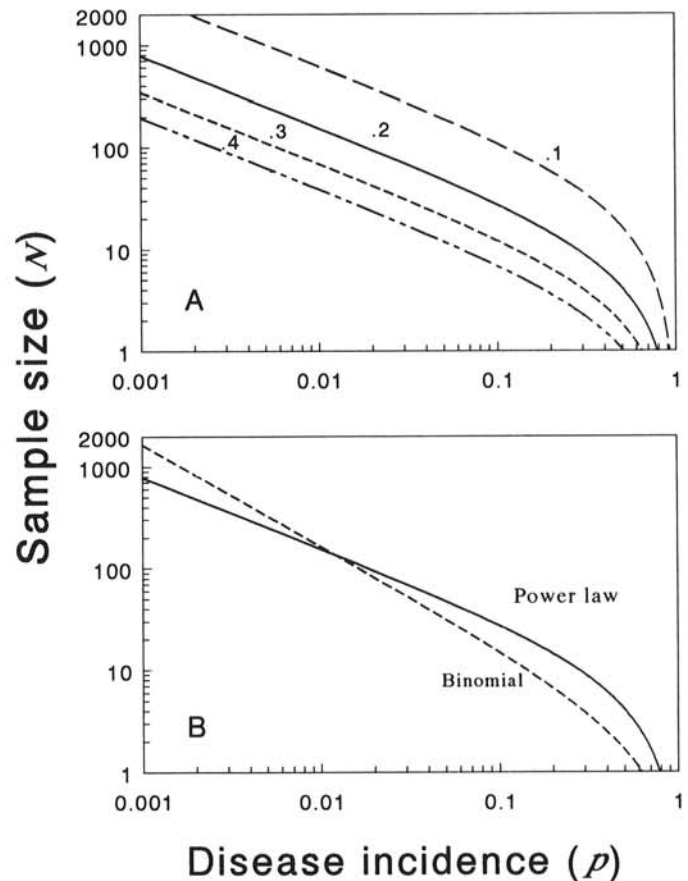 2000
1000
100
10
1
.1
.2
.3
.4
A
0.001 0.01 0.1 1
Sample size (N)
2000
1000
100
10
1
Power law
Binomial
B
0.001 0.01 0.1 1
Disease incidence (p)